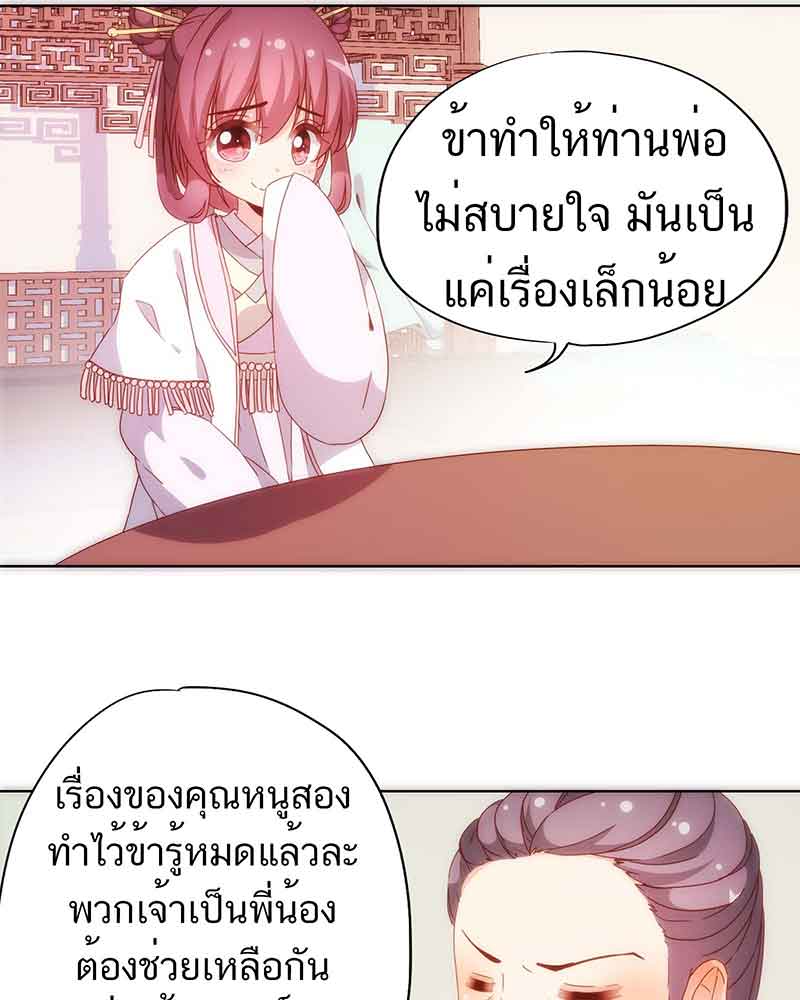 ข้าทำให้ท่านพ่อ
ไม่สบายใจ มันเป็น
แค่เรื่องเล็กน้อย
เรื่องของคุณหนูสอง
ทำไว้ข้ารู้หมดแล้วละ
พวกเจ้าเป็นพี่น้อง
ต้องช่วยเหลือกัน